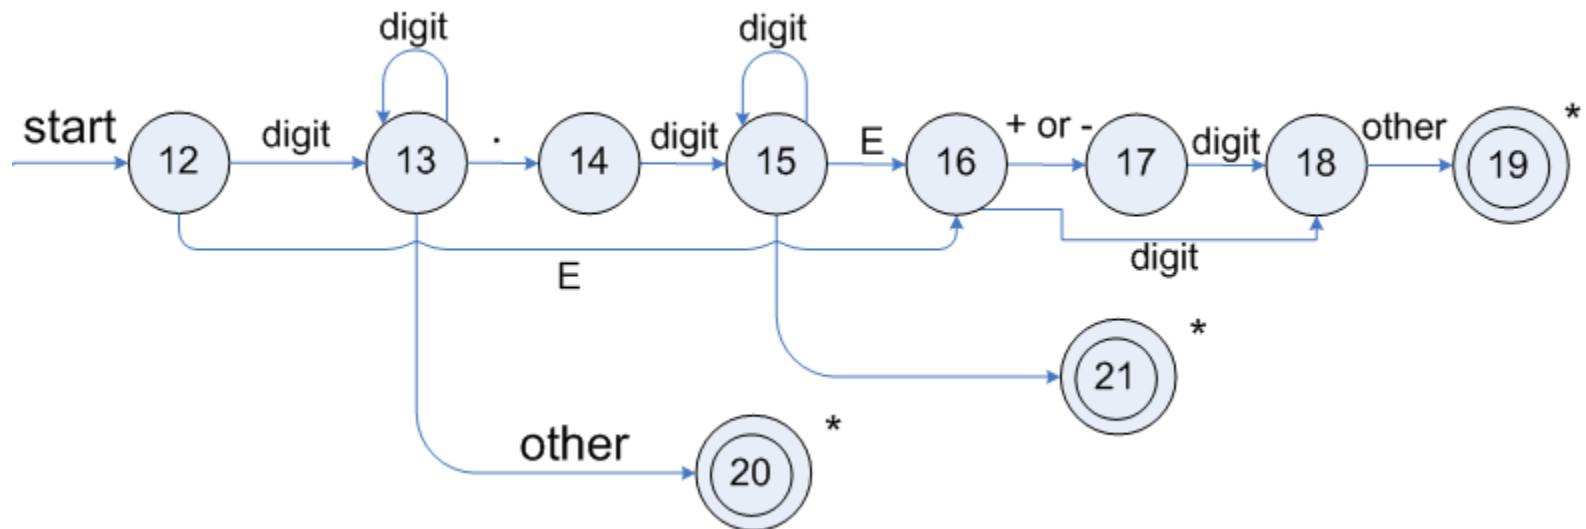 digit
digit
start
12
digit
13
.
14
digit
15
E
16
+ or -
17
digit
18
other
19
*
E
digit
21
*
other
20
*